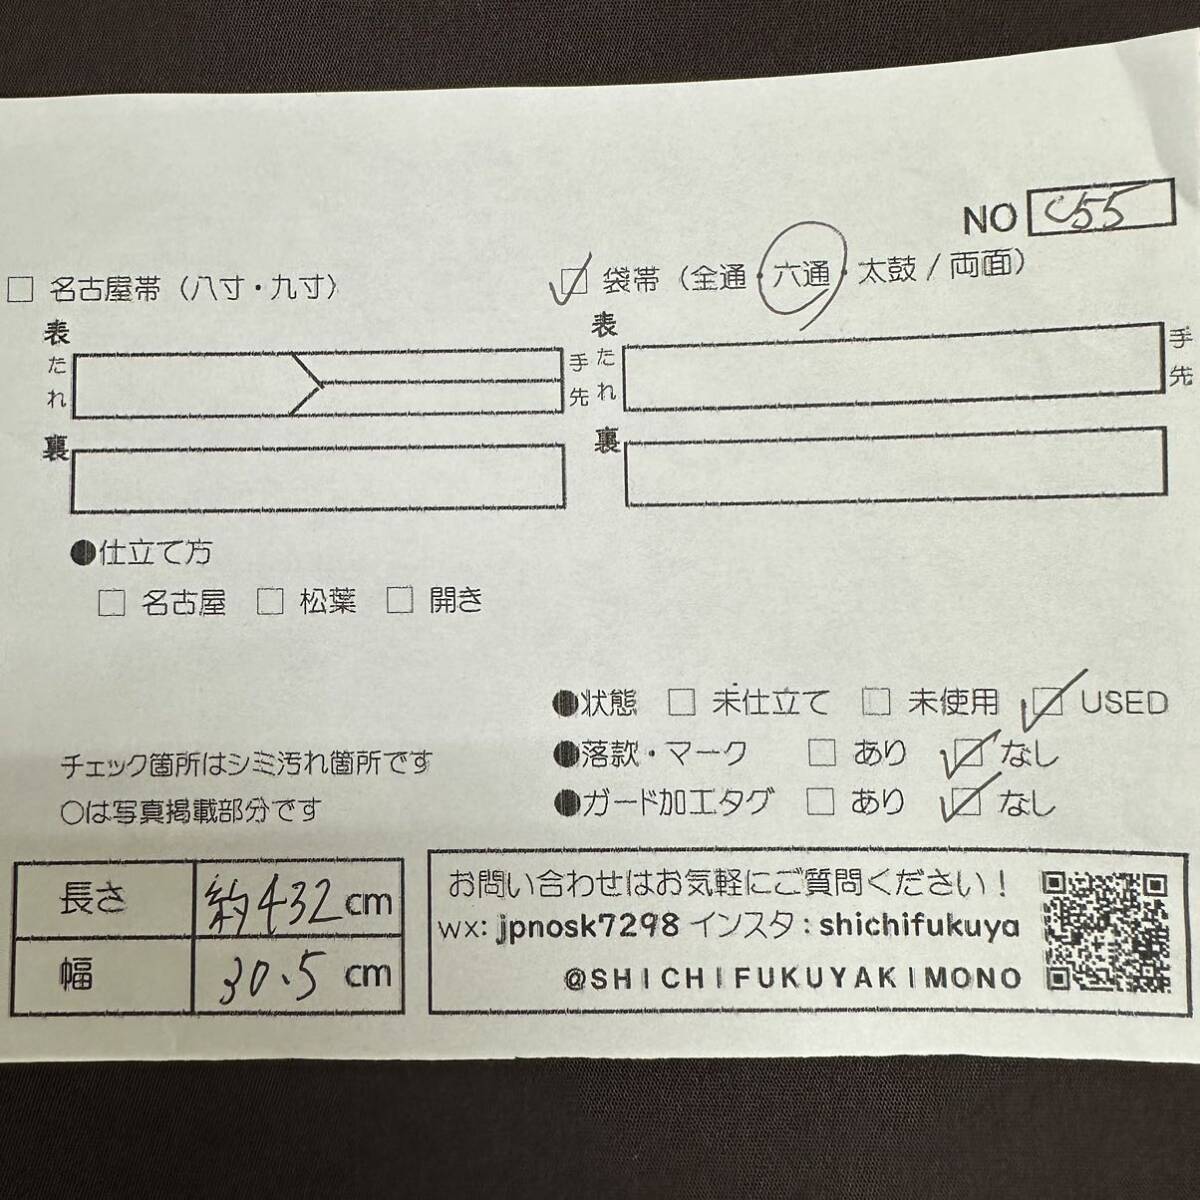 NO C55
□ 名古屋帯（八寸・九寸）
☑ 袋帯（全通・六通・太鼓/両面）
表
たれ
手先
裏
表
たれ
手先
裏
●仕立て方
□ 名古屋 □ 松葉 □ 開き
●状態 □ 未仕立て □ 未使用 ☑ USED
●落款・マーク □ あり ☑ なし
●ガード加工タグ □ あり ☑ なし
チェック箇所はシミ汚れ箇所です
○は写真掲載部分です
長さ 約432cm
幅 30.5cm
お問い合わせはお気軽にご質問ください！
wx: jpnosk7298 インスタ：shichifukuya
@SHICHIFUKUYAKIMONO